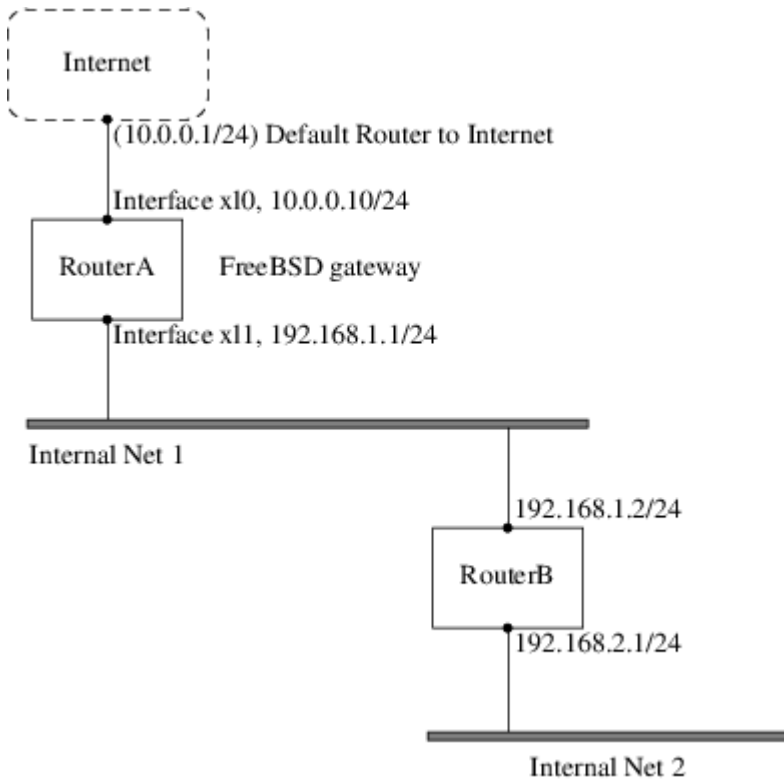 Internet
(10.0.0.1/24) Default Router to Internet
Interface xl0, 10.0.0.10/24
RouterA
FreeBSD gateway
Interface xl1, 192.168.1.1/24
Internal Net 1
192.168.1.2/24
RouterB
192.168.2.1/24
Internal Net 2